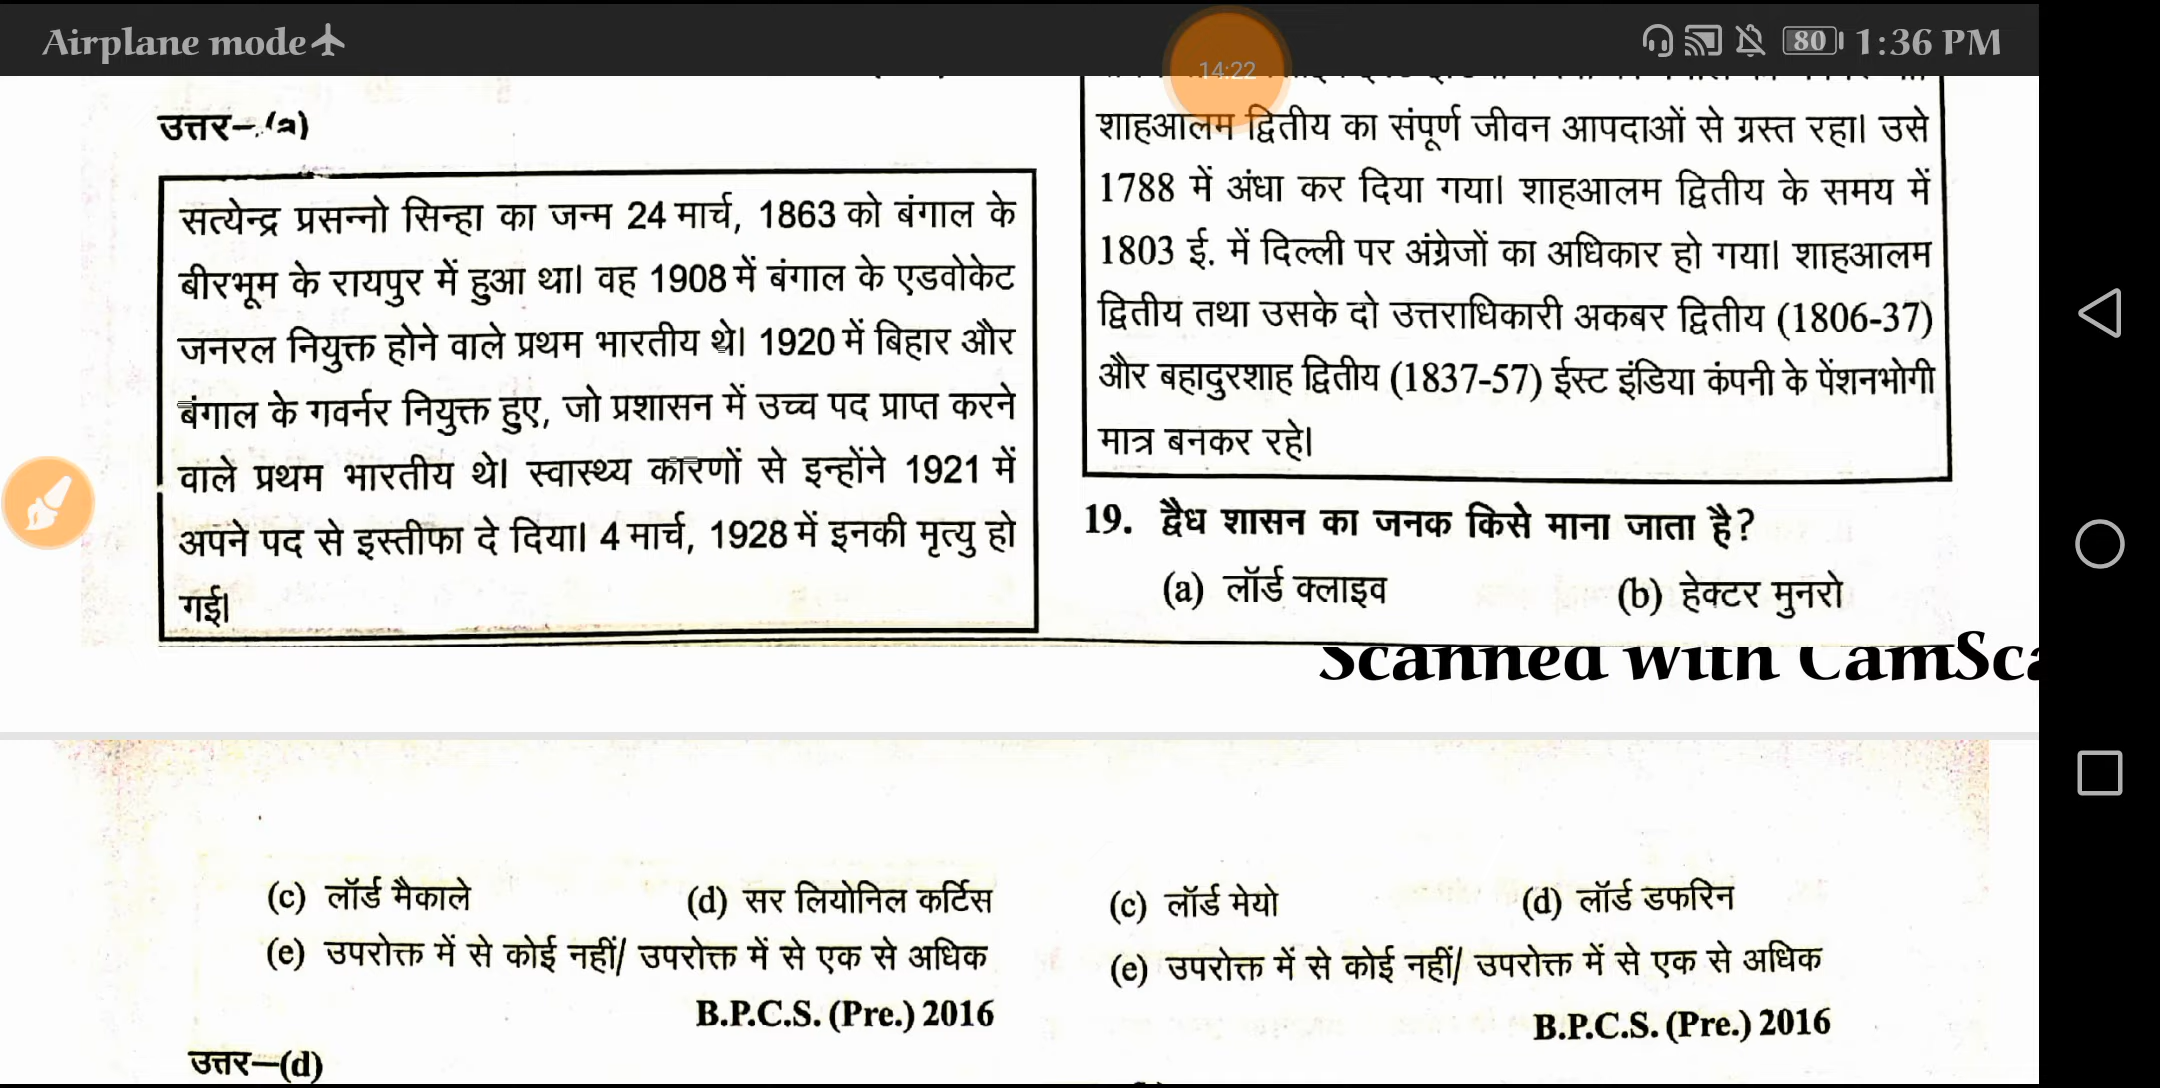 Airplane mode
14:22
80 1:36 PM
उत्तर–(a)
सत्येन्द्र प्रसन्नो सिन्हा का जन्म 24 मार्च, 1863 को बंगाल के
बीरभूम के रायपुर में हुआ था। वह 1908 में बंगाल के एडवोकेट
जनरल नियुक्त होने वाले प्रथम भारतीय थे। 1920 में बिहार और
बंगाल के गवर्नर नियुक्त हुए, जो प्रशासन में उच्च पद प्राप्त करने
वाले प्रथम भारतीय थे। स्वास्थ्य कारणों से इन्होंने 1921 में
अपने पद से इस्तीफा दे दिया। 4 मार्च, 1928 में इनकी मृत्यु हो
गई।
शाहआलम द्वितीय का संपूर्ण जीवन आपदाओं से ग्रस्त रहा। उसे
1788 में अंधा कर दिया गया। शाहआलम द्वितीय के समय में
1803 ई. में दिल्ली पर अंग्रेजों का अधिकार हो गया। शाहआलम
द्वितीय तथा उसके दो उत्तराधिकारी अकबर द्वितीय (1806-37)
और बहादुरशाह द्वितीय (1837-57) ईस्ट इंडिया कंपनी के पेंशनभोगी
मात्र बनकर रहे।
19. द्वैध शासन का जनक किसे माना जाता है?
(a) लॉर्ड क्लाइव (b) हेक्टर मुनरो
Scanned with CamSca
(c) लॉर्ड मैकाले (d) सर लियोनिल कर्टिस
(e) उपरोक्त में से कोई नहीं/ उपरोक्त में से एक से अधिक
B.P.C.S. (Pre.) 2016
उत्तर–(d)
(c) लॉर्ड मेयो (d) लॉर्ड डफरिन
(e) उपरोक्त में से कोई नहीं/ उपरोक्त में से एक से अधिक
B.P.C.S. (Pre.) 2016